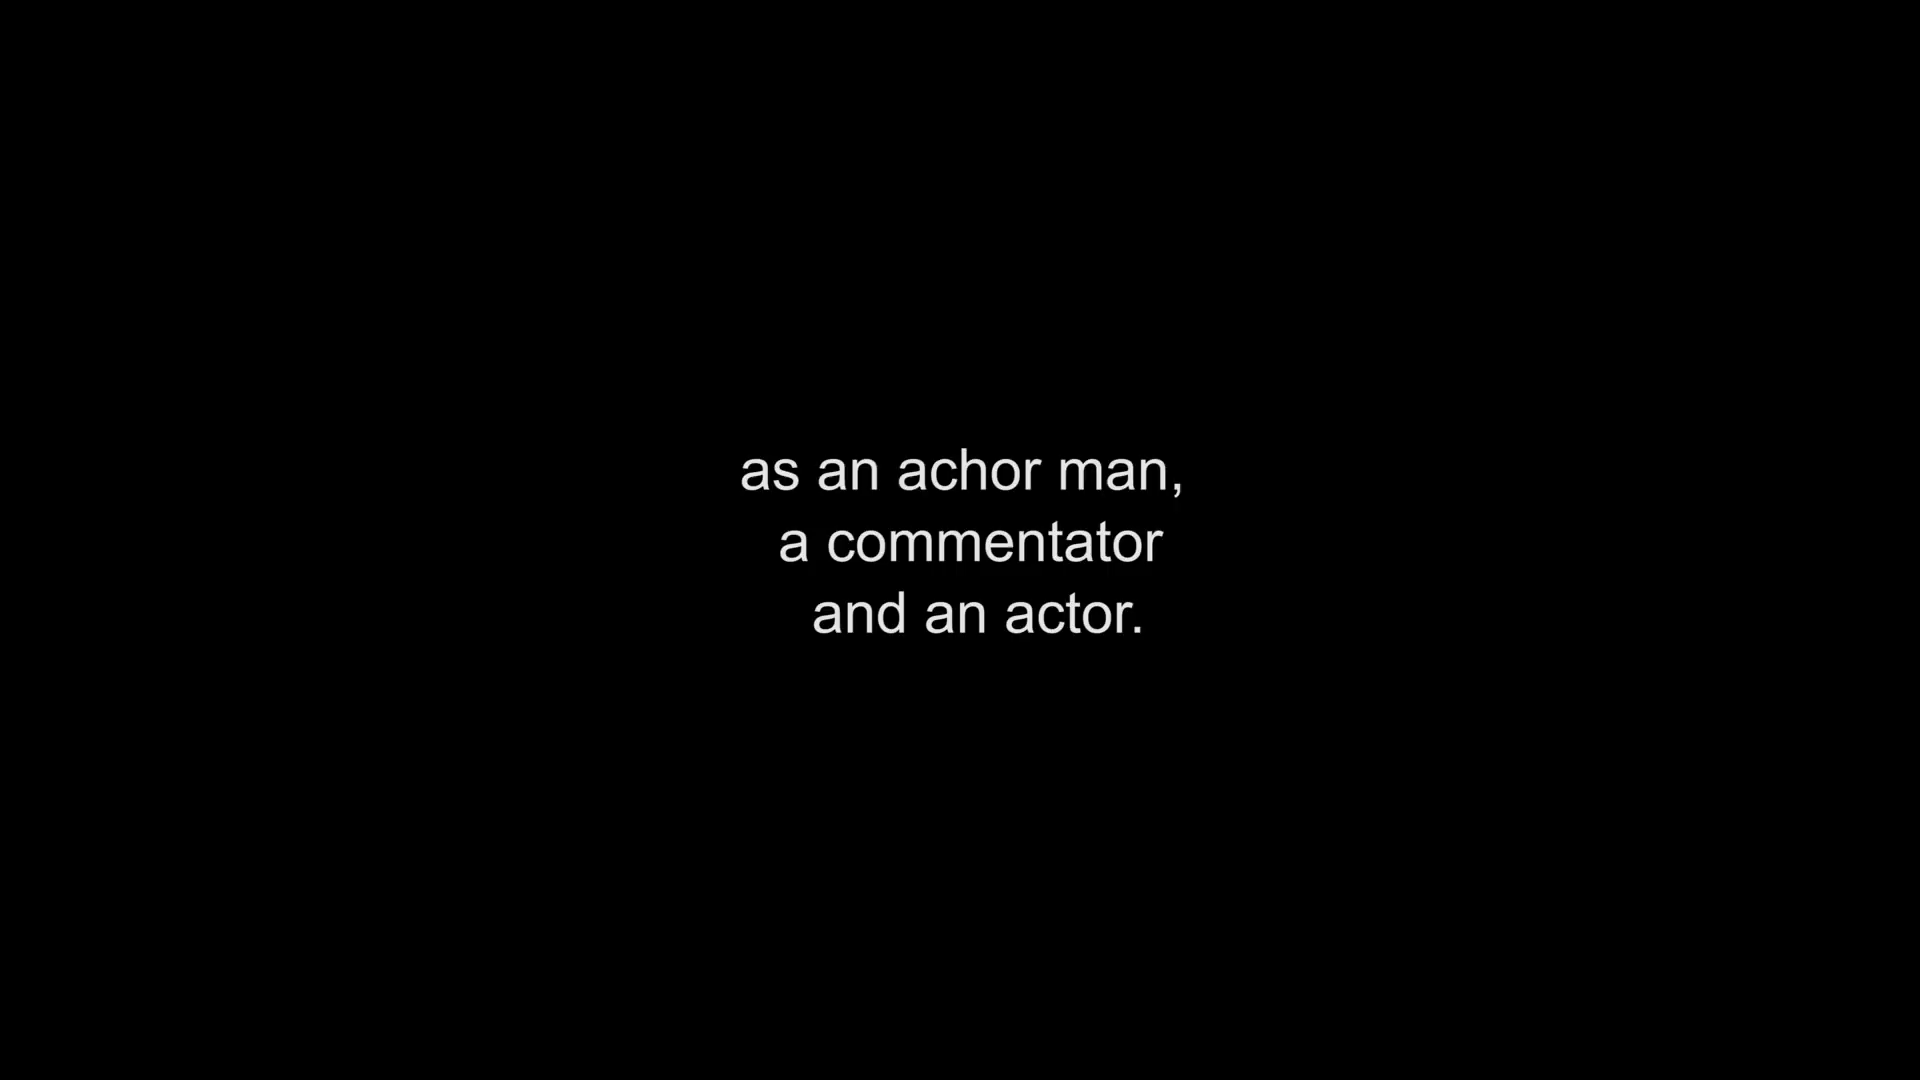 as an achor man,
a commentator
and an actor.